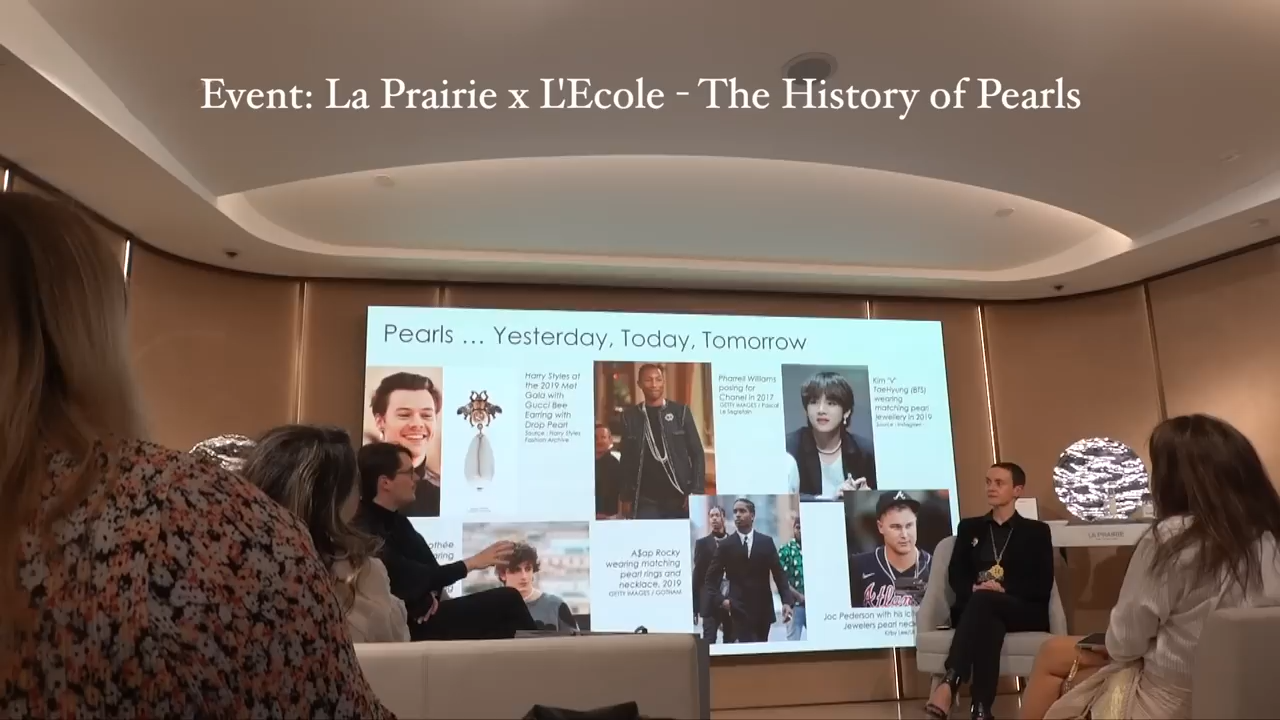 Event: La Prairie x L'Ecole - The History of Pearls
Pearls ... Yesterday, Today, Tomorrow
Harry Styles at
the 2019 Met
Gala with
Gucci Bee
Earring with
Drop Pearl
Source : Harry Styles
Fashion Archive
Pharrell Williams
posing for
Chanel in 2017
GETTY IMAGES / Pascal
Le Segretain
Kim "V"
TaeHyung (BTS)
wearing
matching pearl
jewellery in 2019
Source : Instagram
A$ap Rocky
wearing matching
pearl rings and
necklace, 2019
GETTY IMAGES / GOTHAM
Joc Pederson with his
Jewelers pearl
LA PRAIRIE